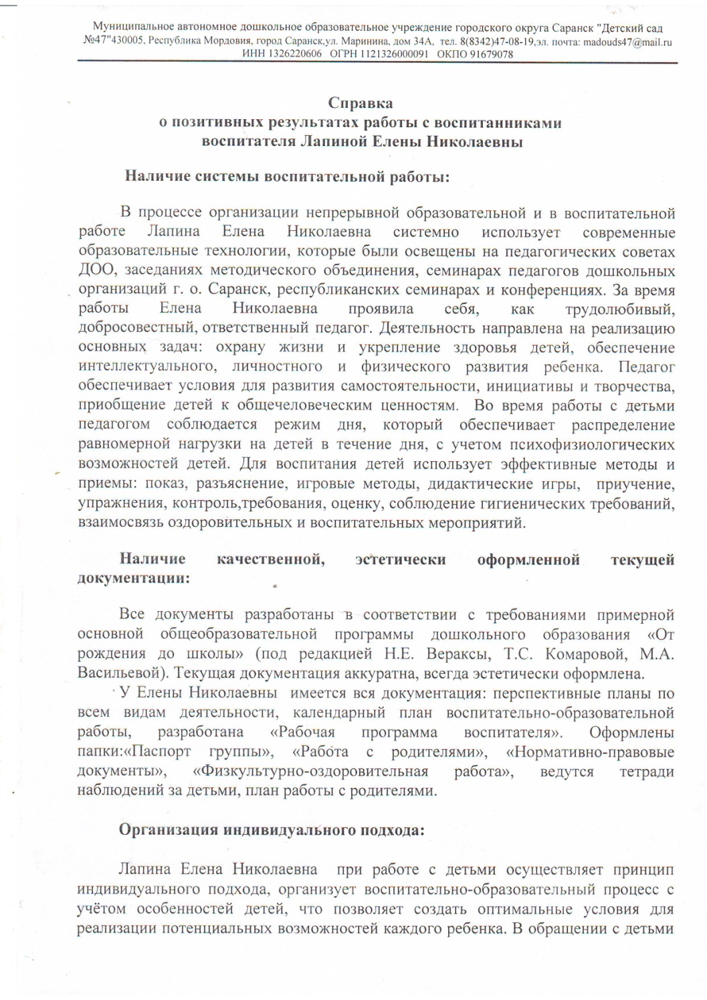 Муниципальное автономное дошкольное образовательное учреждение городского округа Саранск "Детский сад
№47"430005, Республика Мордовия, город Саранск,ул. Маринина, дом 34А, тел. 8(8342)47-08-19,эл. почта: madouds47@mail.ru
ИНН 1326220606 ОГРН 1121326000091 ОКПО 91679078
Справка
о позитивных результатах работы с воспитанниками
воспитателя Лапиной Елены Николаевны
Наличие системы воспитательной работы:
В процессе организации непрерывной образовательной и в воспитательной
работе Лапина Елена Николаевна системно использует современные
образовательные технологии, которые были освещены на педагогических советах
ДОО, заседаниях методического объединения, семинарах педагогов дошкольных
организаций г. о. Саранск, республиканских семинарах и конференциях. За время
работы Елена Николаевна проявила себя, как трудолюбивый,
добросовестный, ответственный педагог. Деятельность направлена на реализацию
основных задач: охрану жизни и укрепление здоровья детей, обеспечение
интеллектуального, личностного и физического развития ребенка. Педагог
обеспечивает условия для развития самостоятельности, инициативы и творчества,
приобщение детей к общечеловеческим ценностям. Во время работы с детьми
педагогом соблюдается режим дня, который обеспечивает распределение
равномерной нагрузки на детей в течение дня, с учетом психофизиологических
возможностей детей. Для воспитания детей использует эффективные методы и
приемы: показ, разъяснение, игровые методы, дидактические игры, приучение,
упражнения, контроль,требования, оценку, соблюдение гигиенических требований,
взаимосвязь оздоровительных и воспитательных мероприятий.
Наличие качественной, эстетически оформленной текущей
документации:
Все документы разработаны в соответствии с требованиями примерной
основной общеобразовательной программы дошкольного образования «От
рождения до школы» (под редакцией Н.Е. Вераксы, Т.С. Комаровой, М.А.
Васильевой). Текущая документация аккуратна, всегда эстетически оформлена.
У Елены Николаевны имеется вся документация: перспективные планы по
всем видам деятельности, календарный план воспитательно-образовательной
работы, разработана «Рабочая программа воспитателя». Оформлены
папки:«Паспорт группы», «Работа с родителями», «Нормативно-правовые
документы», «Физкультурно-оздоровительная работа», ведутся тетради
наблюдений за детьми, план работы с родителями.
Организация индивидуального подхода:
Лапина Елена Николаевна при работе с детьми осуществляет принцип
индивидуального подхода, организует воспитательно-образовательный процесс с
учётом особенностей детей, что позволяет создать оптимальные условия для
реализации потенциальных возможностей каждого ребенка. В обращении с детьми